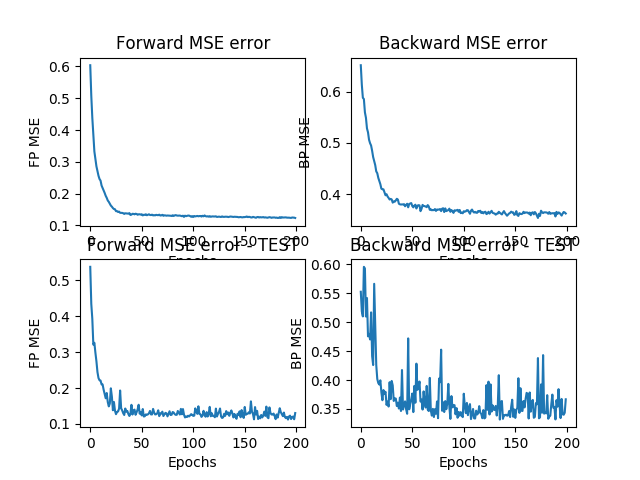 Forward MSE error
Backward MSE error
0.6
0.5
0.4
0.3
0.2
0.1
FP MSE
0 50 100 150 200
Epochs
0.6
0.5
0.4
BP MSE
0 50 100 150 200
Epochs
Forward MSE error - TEST
Backward MSE error - TEST
0.5
0.4
0.3
0.2
0.1
FP MSE
0 50 100 150 200
Epochs
0.60
0.55
0.50
0.45
0.40
0.35
BP MSE
0 50 100 150 200
Epochs